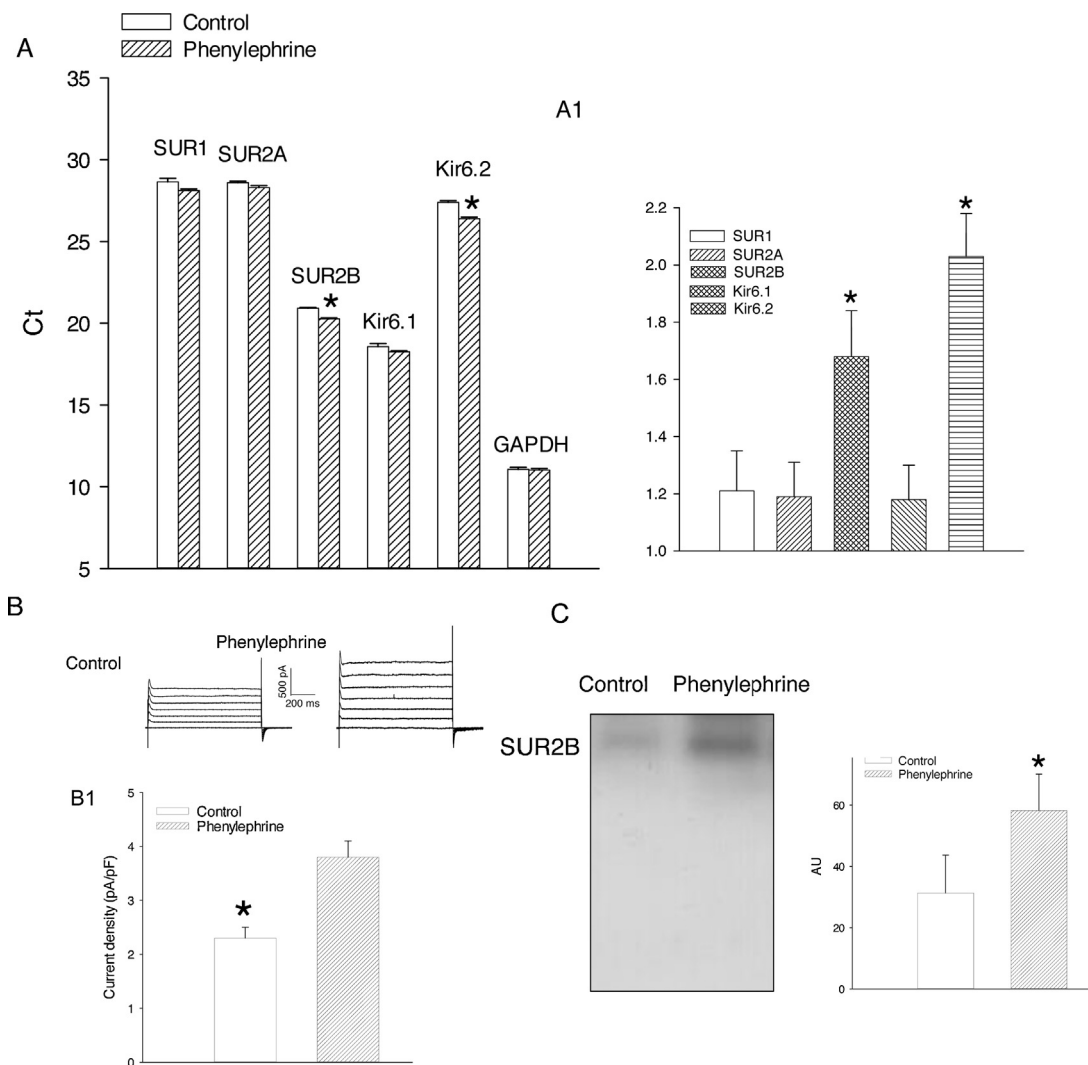 Control
Phenylephrine
A
35
30
25
20
15
10
5
Ct
SUR1
SUR2A
SUR2B
*
Kir6.1
Kir6.2
*
GAPDH
A1
2.2
2.0
1.8
1.6
1.4
1.2
1.0
SUR1
SUR2A
SUR2B
Kir6.1
Kir6.2
*
*
B
Control
Phenylephrine
500 pA
200 ms
B1
5
4
3
2
1
0
Current density (pA/pF)
Control
Phenylephrine
*
C
Control Phenylephrine
SUR2B
Control
Phenylephrine
*
60
40
20
0
AU